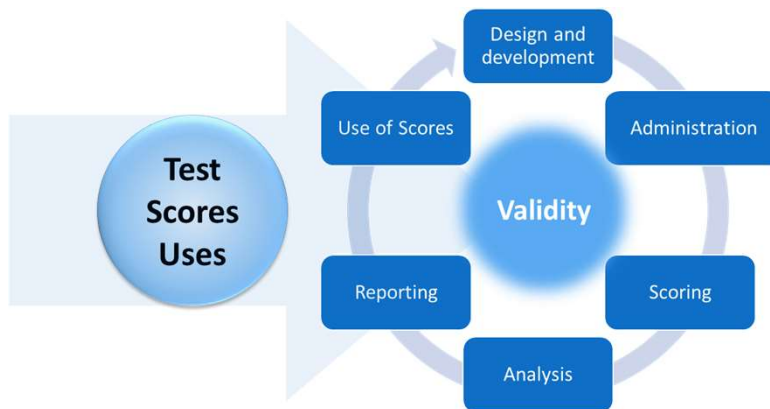 Test
Scores
Uses
Design and
development
Use of Scores
Administration
Validity
Reporting
Scoring
Analysis